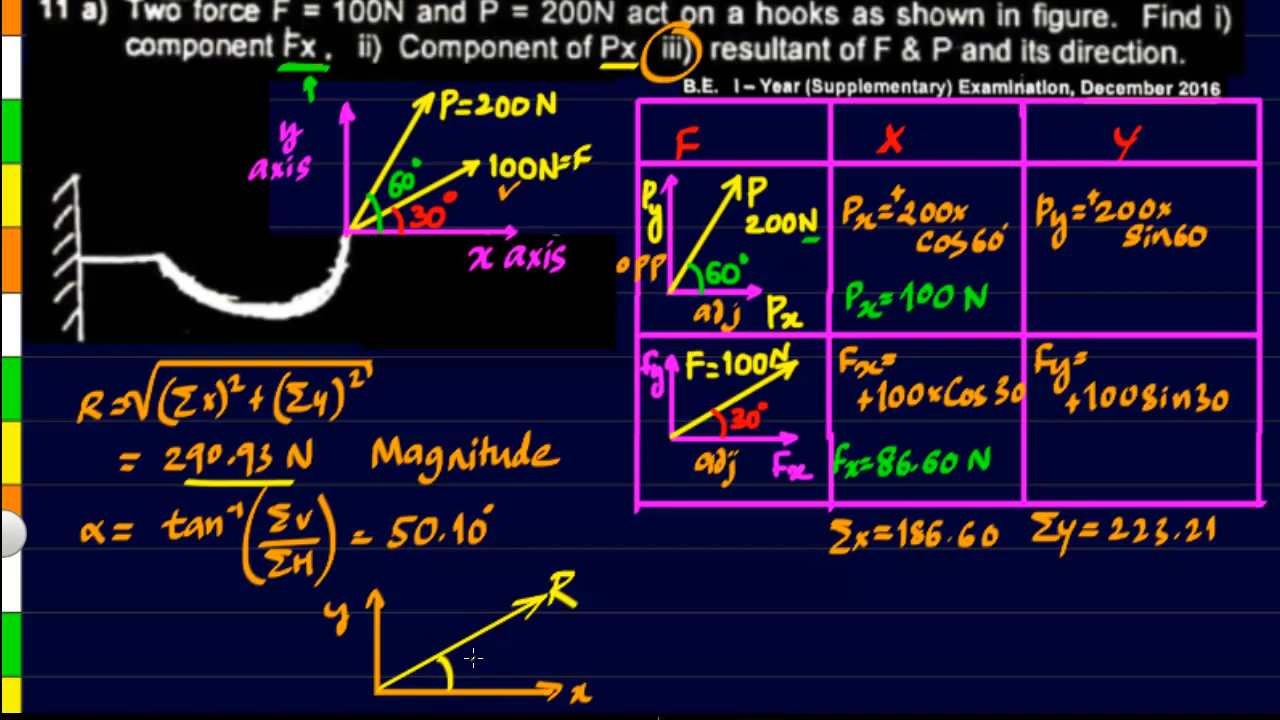 11 a) Two force F = 100N and P = 200N act on a hooks as shown in figure. Find i)
component Fx, ii) Component of Px iii) resultant of F & P and its direction.
B.E. I – Year (Supplementary) Examination, December 2016
y
axis
P=200N
100N=F
60°
30°
x axis
F
X
Y
Py
P
200N
60°
opp
adj
Px
Px=+200x
cos60°
Px=100 N
Py=+200x
sin60
Fy
F=100N
30°
adj
Fx
Fx=
+100xCos30
Fx=86.60 N
Fy=
+100sin30
Σx=186.60
Σy=223.21
R=√(Σx)²+(Σy)²
= 290.93 N Magnitude
α= tan⁻¹(ΣV/ΣH) = 50.10°
y
R
x